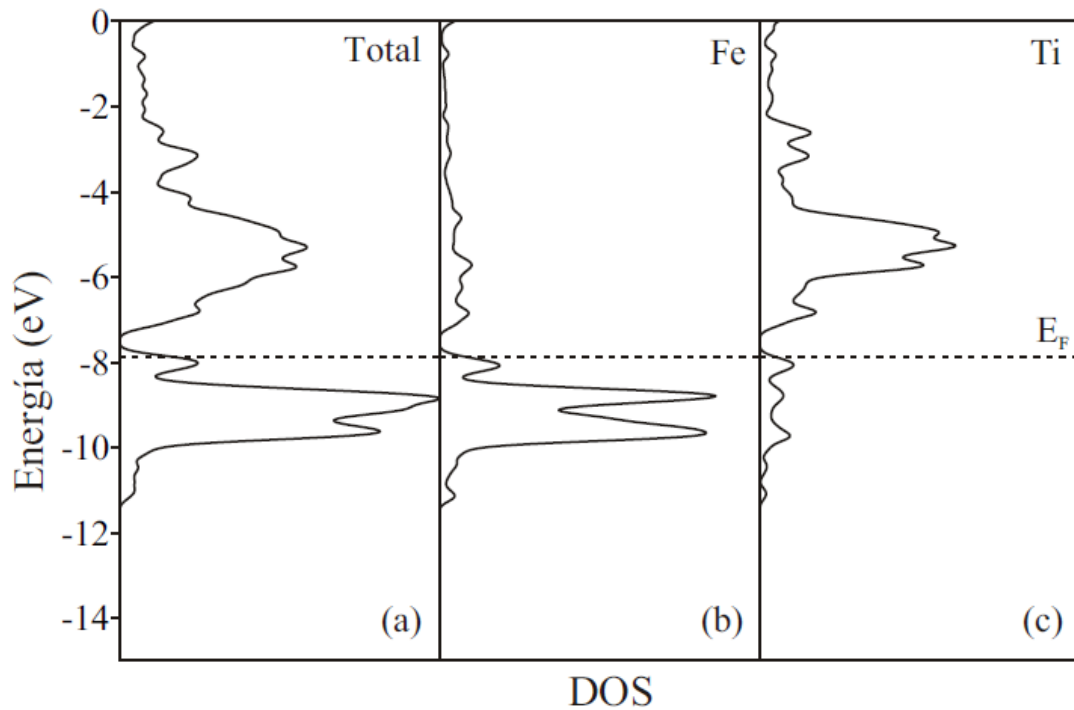 0
Total
Fe
Ti
-2
-4
-6
E_F
-8
-10
-12
-14
(a)
(b)
(c)
Energía (eV)
DOS